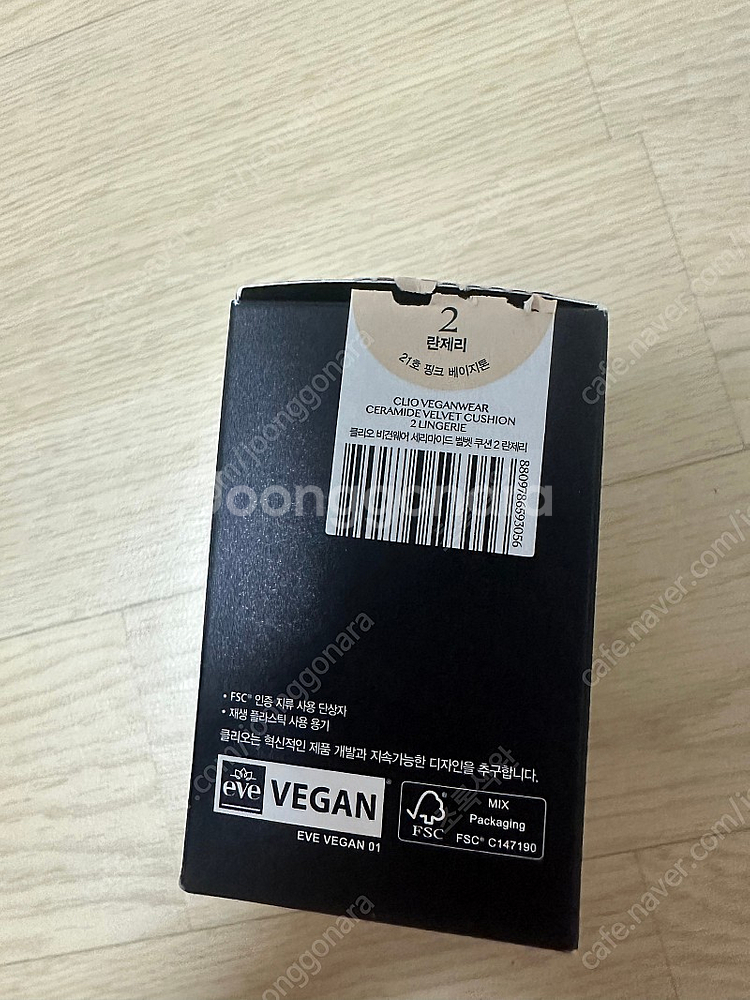 2
란제리
21호 핑크 베이지톤
CLIO VEGANWEAR
CERAMIDE VELVET CUSHION
2 LINGERIE
클리오 비건웨어 세라마이드 벨벳 쿠션 2 란제리
8809786593056
Joonggonara
• FSC® 인증 지류 사용 단상자
• 재생 플라스틱 사용 용기
클리오는 혁신적인 제품 개발과 지속가능한 디자인을 추구합니다.
eve VEGAN
EVE VEGAN 01
FSC
MIX
Packaging
FSC® C147190
cafe.naver.com/joonggonara